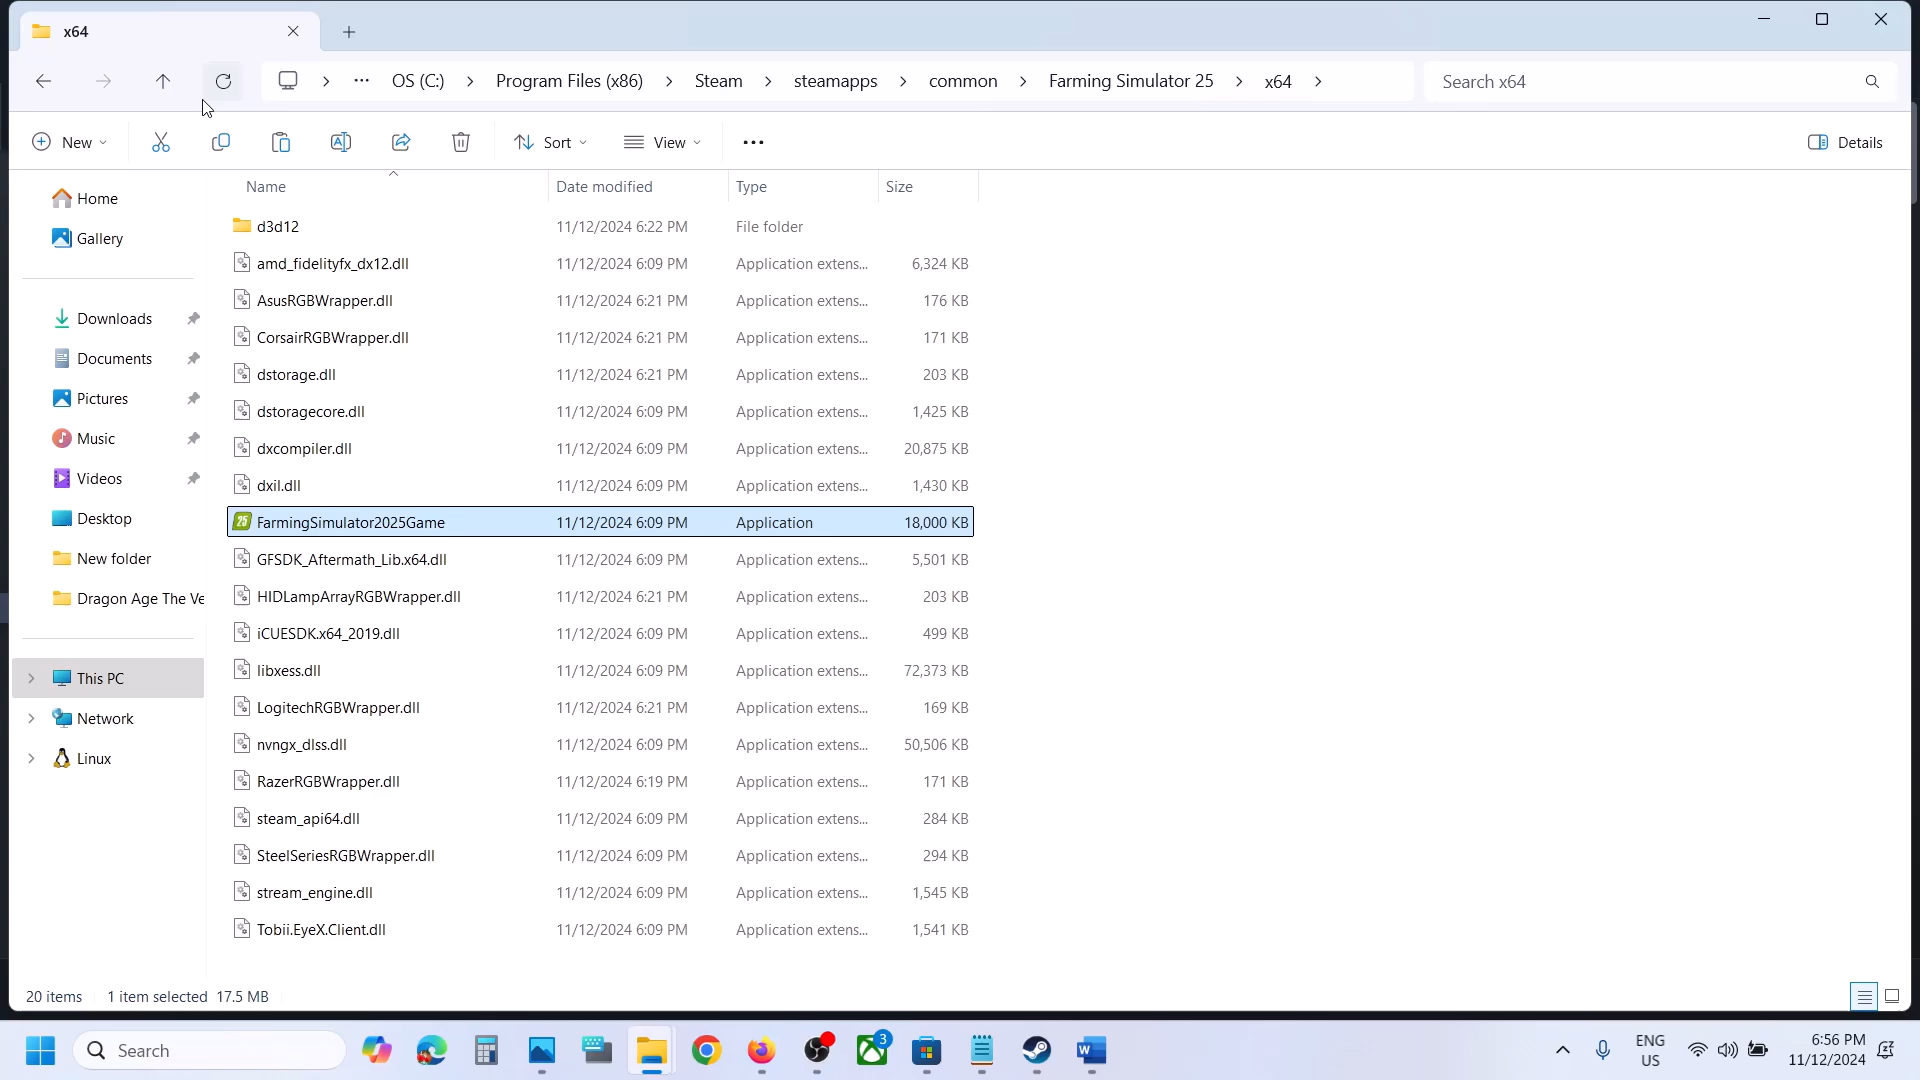 x64
OS (C:) Program Files (x86) Steam steamapps common Farming Simulator 25 x64
Search x64
New Sort View Details
Name Date modified Type Size
Home
Gallery
Downloads
Documents
Pictures
Music
Videos
Desktop
New folder
Dragon Age The Ve
This PC
Network
Linux
d3d12 11/12/2024 6:22 PM File folder
amd_fidelityfx_dx12.dll 11/12/2024 6:09 PM Application extens... 6,324 KB
AsusRGBWrapper.dll 11/12/2024 6:21 PM Application extens... 176 KB
CorsairRGBWrapper.dll 11/12/2024 6:21 PM Application extens... 171 KB
dstorage.dll 11/12/2024 6:21 PM Application extens... 203 KB
dstoragecore.dll 11/12/2024 6:09 PM Application extens... 1,425 KB
dxcompiler.dll 11/12/2024 6:09 PM Application extens... 20,875 KB
dxil.dll 11/12/2024 6:09 PM Application extens... 1,430 KB
25 FarmingSimulator2025Game 11/12/2024 6:09 PM Application 18,000 KB
GFSDK_Aftermath_Lib.x64.dll 11/12/2024 6:09 PM Application extens... 5,501 KB
HIDLampArrayRGBWrapper.dll 11/12/2024 6:21 PM Application extens... 203 KB
iCUESDK.x64_2019.dll 11/12/2024 6:09 PM Application extens... 499 KB
libxess.dll 11/12/2024 6:09 PM Application extens... 72,373 KB
LogitechRGBWrapper.dll 11/12/2024 6:21 PM Application extens... 169 KB
nvngx_dlss.dll 11/12/2024 6:09 PM Application extens... 50,506 KB
RazerRGBWrapper.dll 11/12/2024 6:19 PM Application extens... 171 KB
steam_api64.dll 11/12/2024 6:09 PM Application extens... 284 KB
SteelSeriesRGBWrapper.dll 11/12/2024 6:09 PM Application extens... 294 KB
stream_engine.dll 11/12/2024 6:09 PM Application extens... 1,545 KB
Tobii.EyeX.Client.dll 11/12/2024 6:09 PM Application extens... 1,541 KB
20 items 1 item selected 17.5 MB
Search
3
ENG
US
6:56 PM
11/12/2024